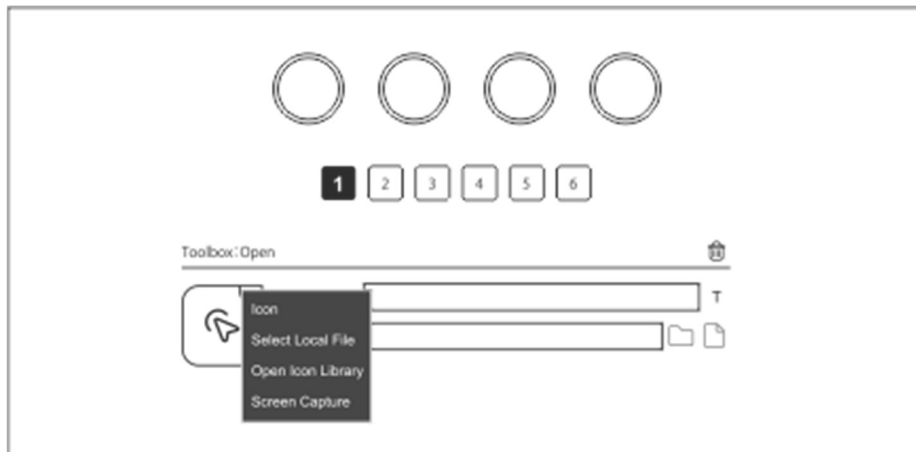 1 2 3 4 5 6
Toolbox:Open
T
Icon
Select Local File
Open Icon Library
Screen Capture